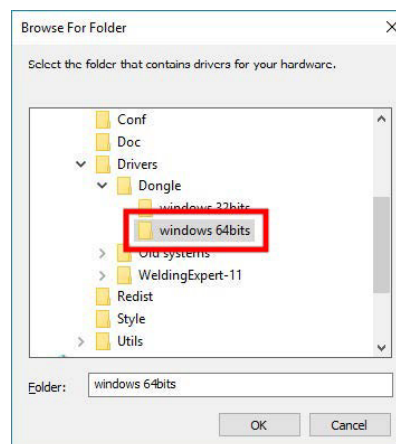 Browse For Folder
Select the folder that contains drivers for your hardware.
Conf
Doc
Drivers
Dongle
windows 32bits
windows 64bits
Old systems
WeldingExpert-11
Redist
Style
Utils
Folder: windows 64bits
OK Cancel